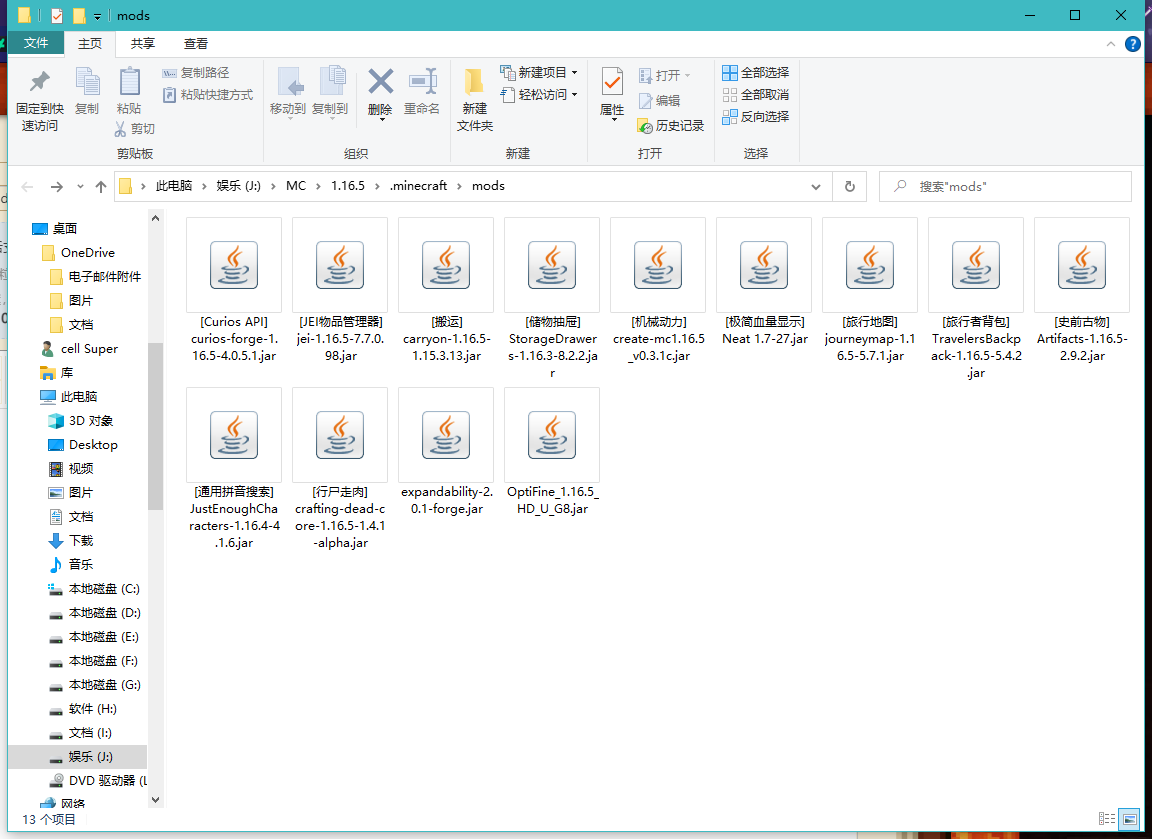 mods
文件
主页
共享
查看
固定到快
速访问
复制
粘贴
复制路径
粘贴快捷方式
剪切
剪贴板
移动到
复制到
删除
重命名
组织
新建
文件夹
新建项目
轻松访问
新建
属性
打开
编辑
历史记录
打开
全部选择
全部取消
反向选择
选择
此电脑 › 娱乐 (J:) › MC › 1.16.5 › .minecraft › mods
搜索"mods"
桌面
OneDrive
电子邮件附件
图片
文档
cell Super
库
此电脑
3D 对象
Desktop
视频
图片
文档
下载
音乐
本地磁盘 (C:)
本地磁盘 (D:)
本地磁盘 (E:)
本地磁盘 (F:)
本地磁盘 (G:)
软件 (H:)
文档 (I:)
娱乐 (J:)
DVD 驱动器 (L
网络
[Curios API]
curios-forge-1.
16.5-4.0.5.1.jar
[JEI物品管理器]
jei-1.16.5-7.7.0.
98.jar
[搬运]
carryon-1.16.5-
1.15.3.13.jar
[储物抽屉]
StorageDrawer
s-1.16.3-8.2.2.ja
r
[机械动力]
create-mc1.16.5
_v0.3.1c.jar
[极简血量显示]
Neat 1.7-27.jar
[旅行地图]
journeymap-1.1
6.5-5.7.1.jar
[旅行者背包]
TravelersBackp
ack-1.16.5-5.4.2
.jar
[史前古物]
Artifacts-1.16.5-
2.9.2.jar
[通用拼音搜索]
JustEnoughCha
racters-1.16.4-4
.1.6.jar
[行尸走肉]
crafting-dead-c
ore-1.16.5-1.4.1
-alpha.jar
expandability-2.
0.1-forge.jar
OptiFine_1.16.5_
HD_U_G8.jar
13 个项目